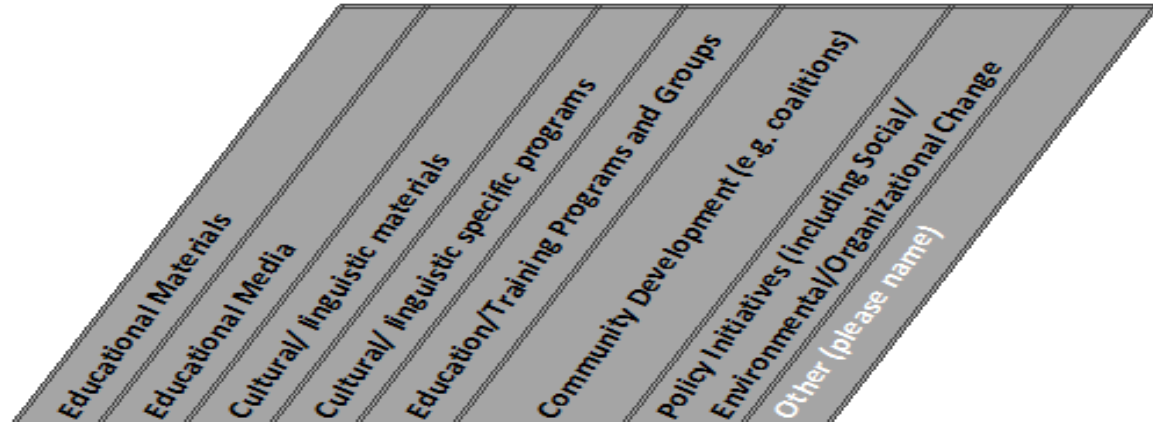 Educational Materials
Educational Media
Cultural/ linguistic materials
Cultural/ linguistic specific programs
Education/Training Programs and Groups
Community Development (e.g. coalitions)
Policy Initiatives (including Social/
Environmental/Organizational Change
Other (please name)